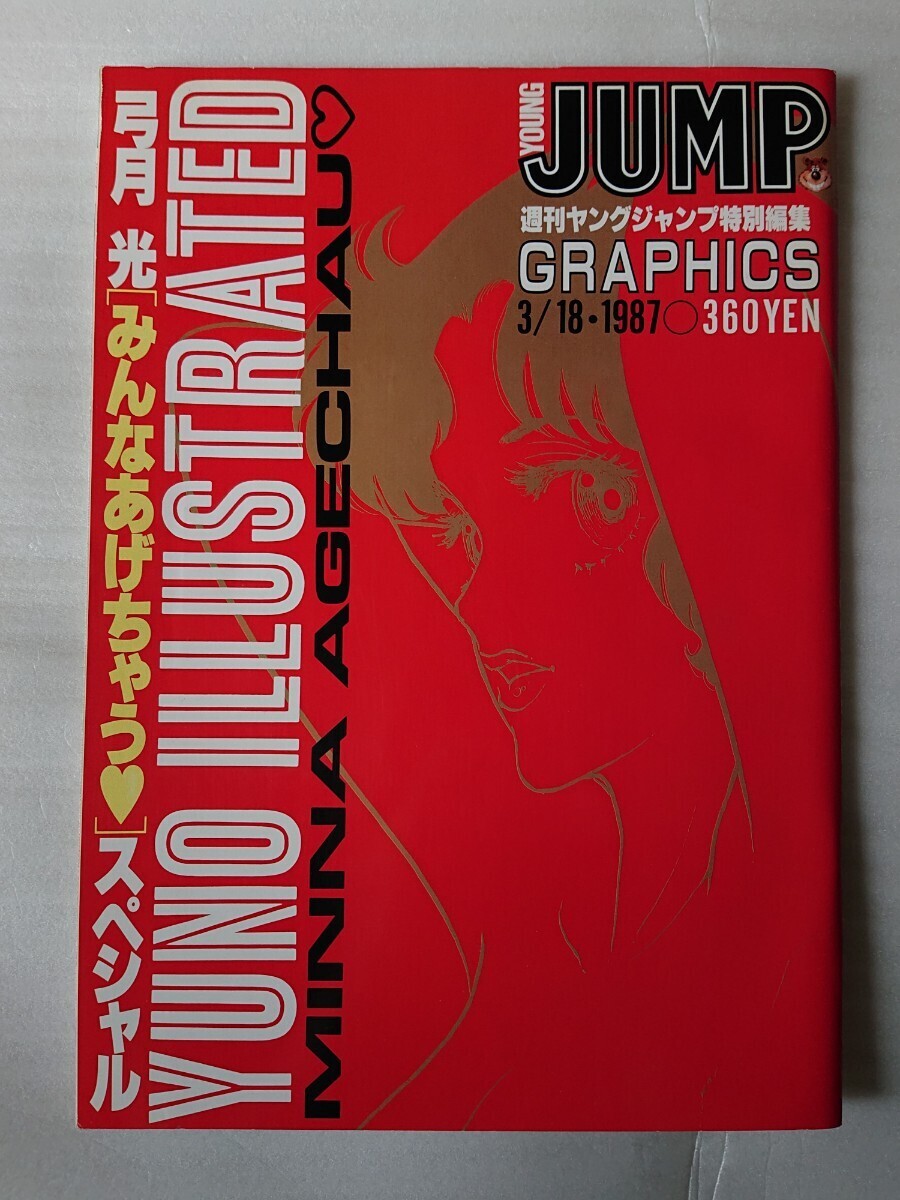 YOUNG
JUMP
週刊ヤングジャンプ特別編集
GRAPHICS
3/18・1987○360YEN
弓月 光[みんなあげちゃう♥]スペシャル
YUNO ILLUSTRATED
MINNA AGECHAU♡